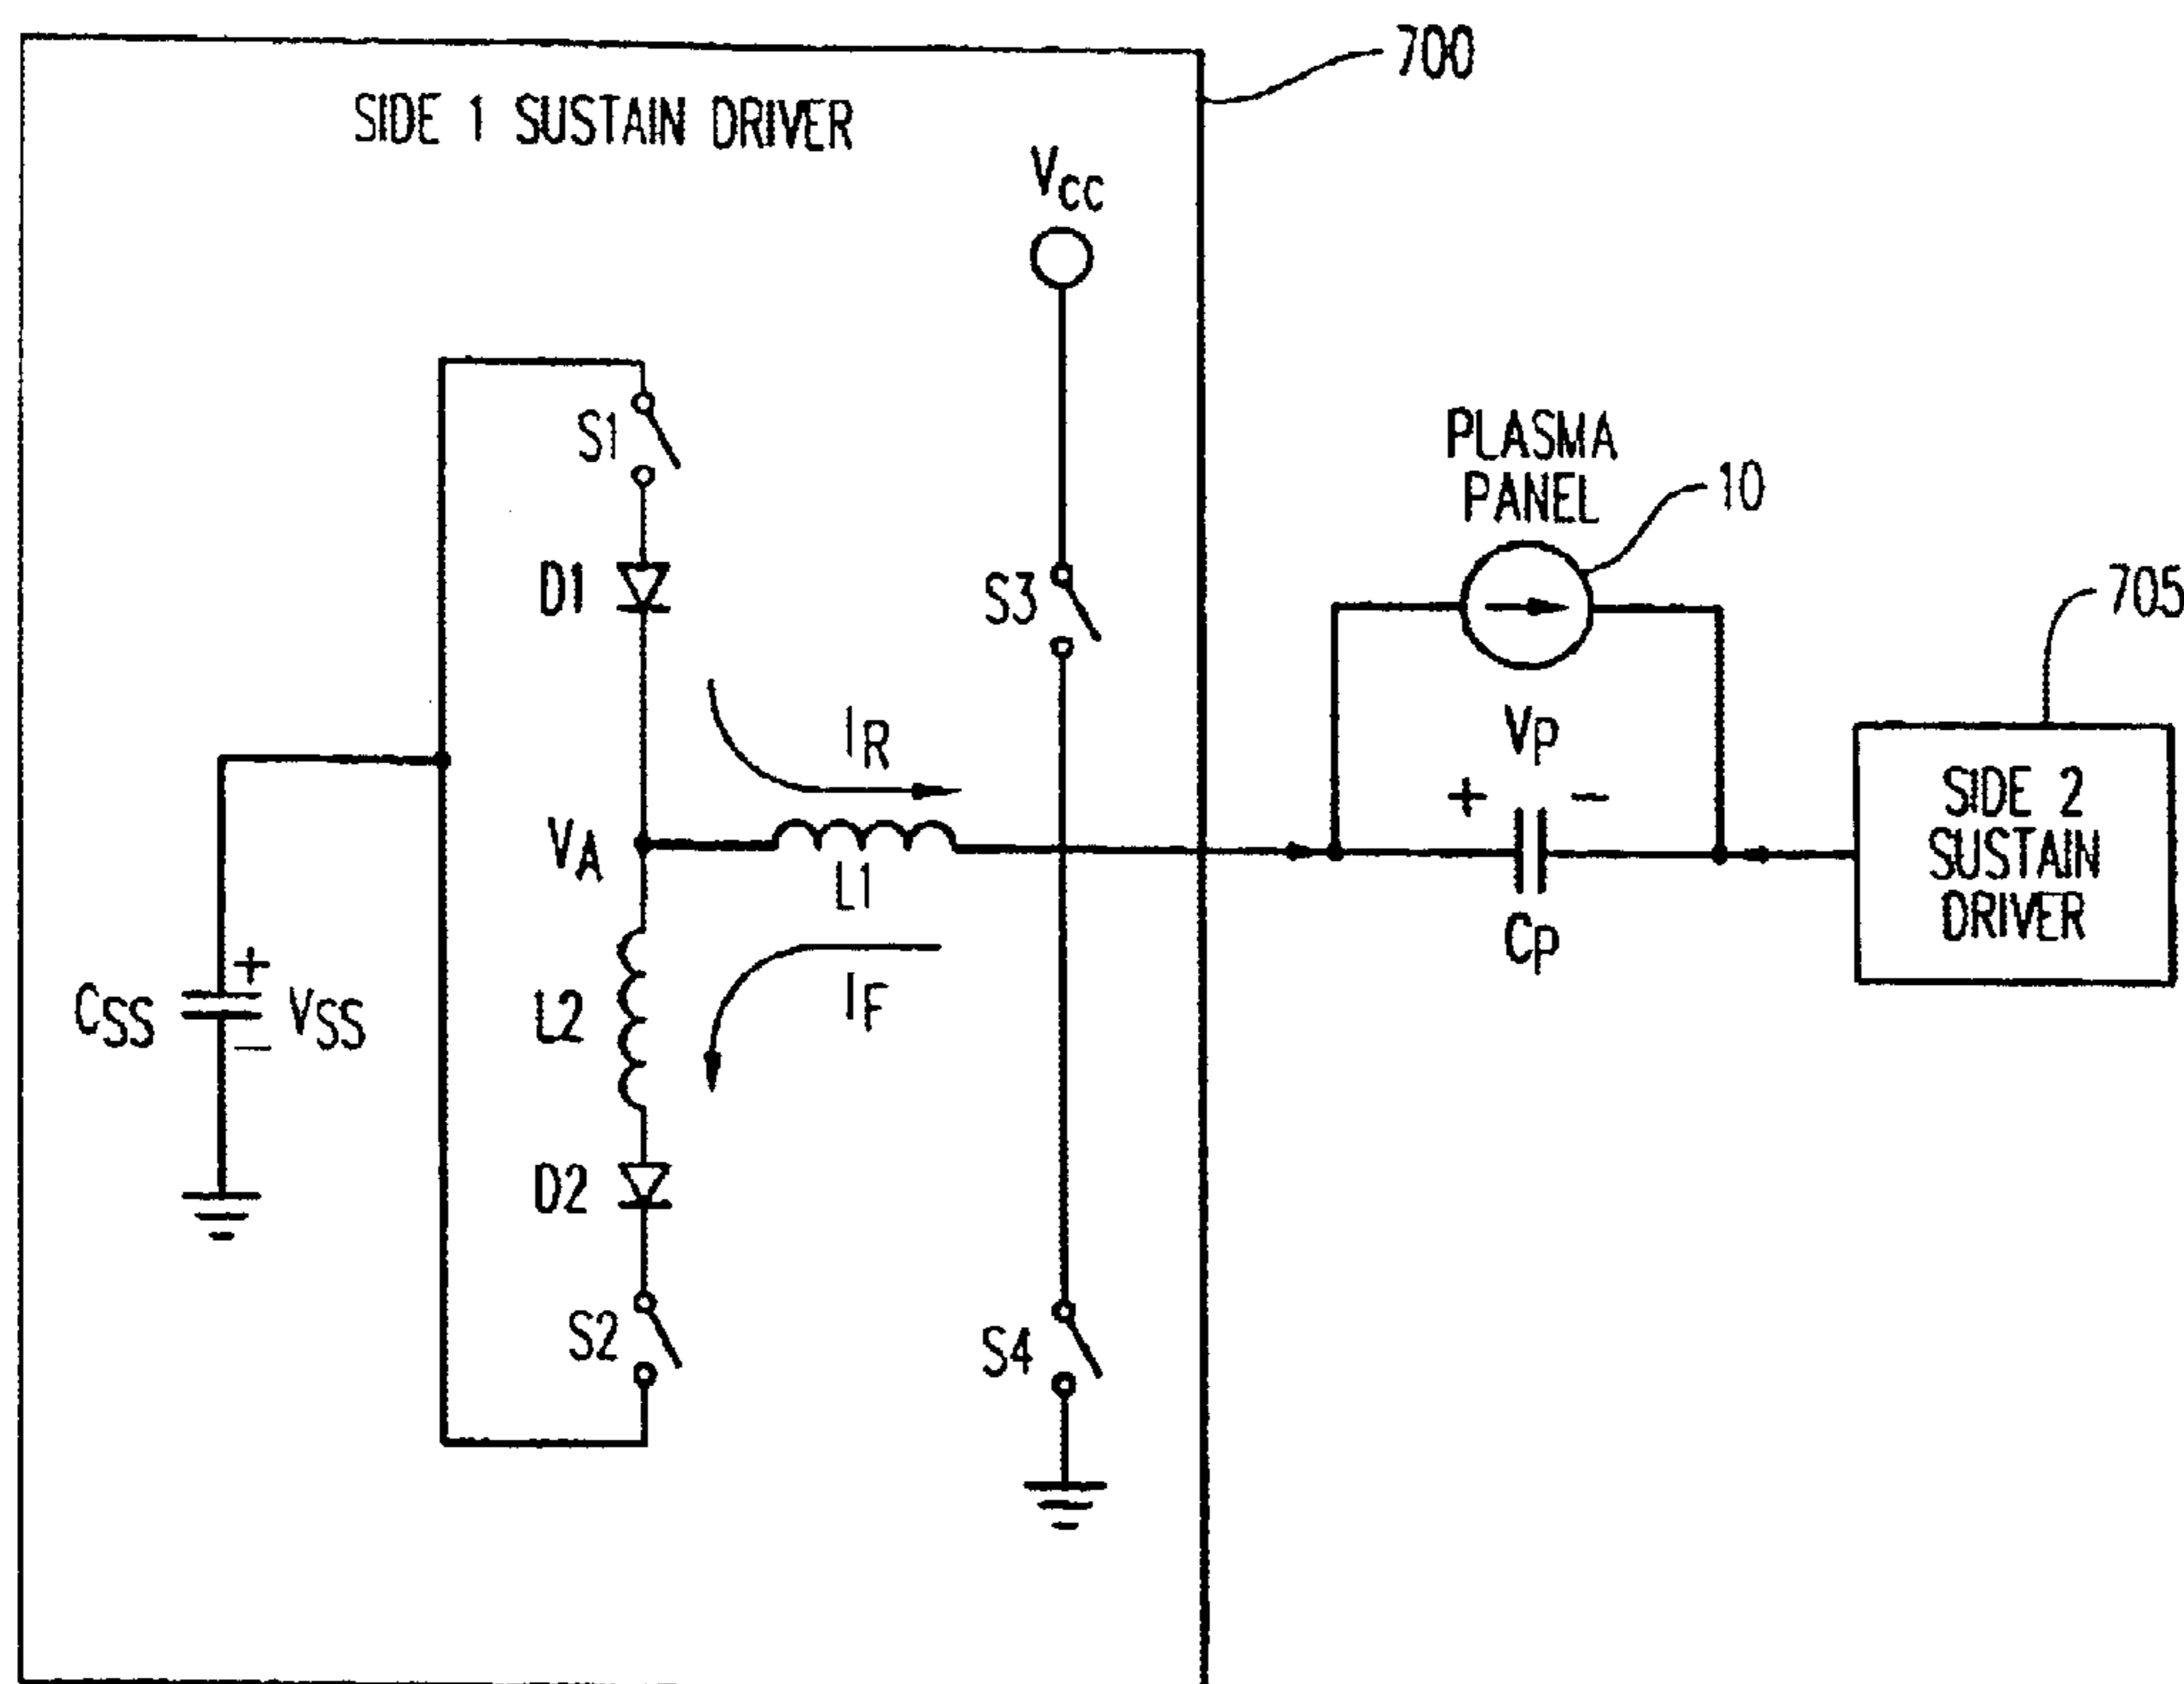 700
SIDE 1 SUSTAIN DRIVER
VCC
S1
PLASMA
PANEL
10
D1
S3
705
IR
VP
+ −
SIDE 2
SUSTAIN
DRIVER
VA
L1
CP
+
CSS
VSS
−
L2
IF
D2
S2
S4